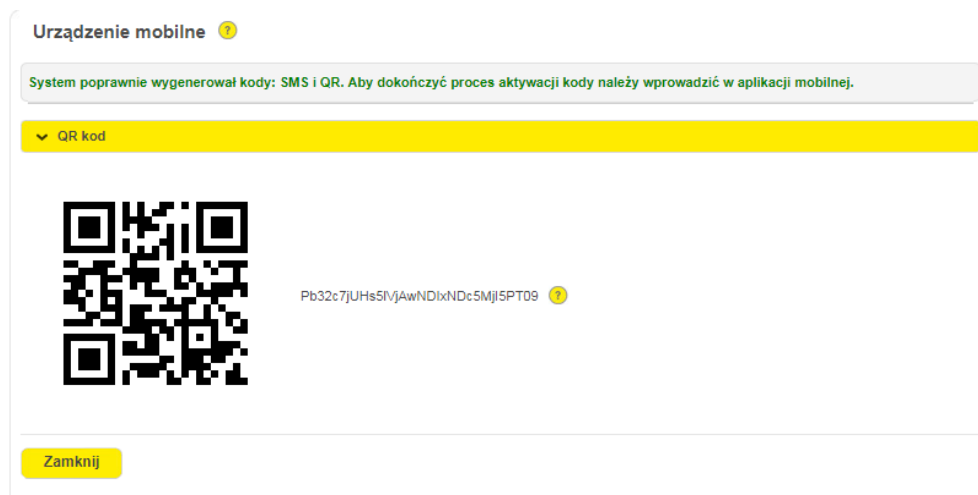 Urządzenie mobilne ?
System poprawnie wygenerował kody: SMS i QR. Aby dokończyć proces aktywacji kody należy wprowadzić w aplikacji mobilnej.
QR kod
Pb32c7jUHs5lVjAwNDIxNDc5MjI5PT09 ?
Zamknij